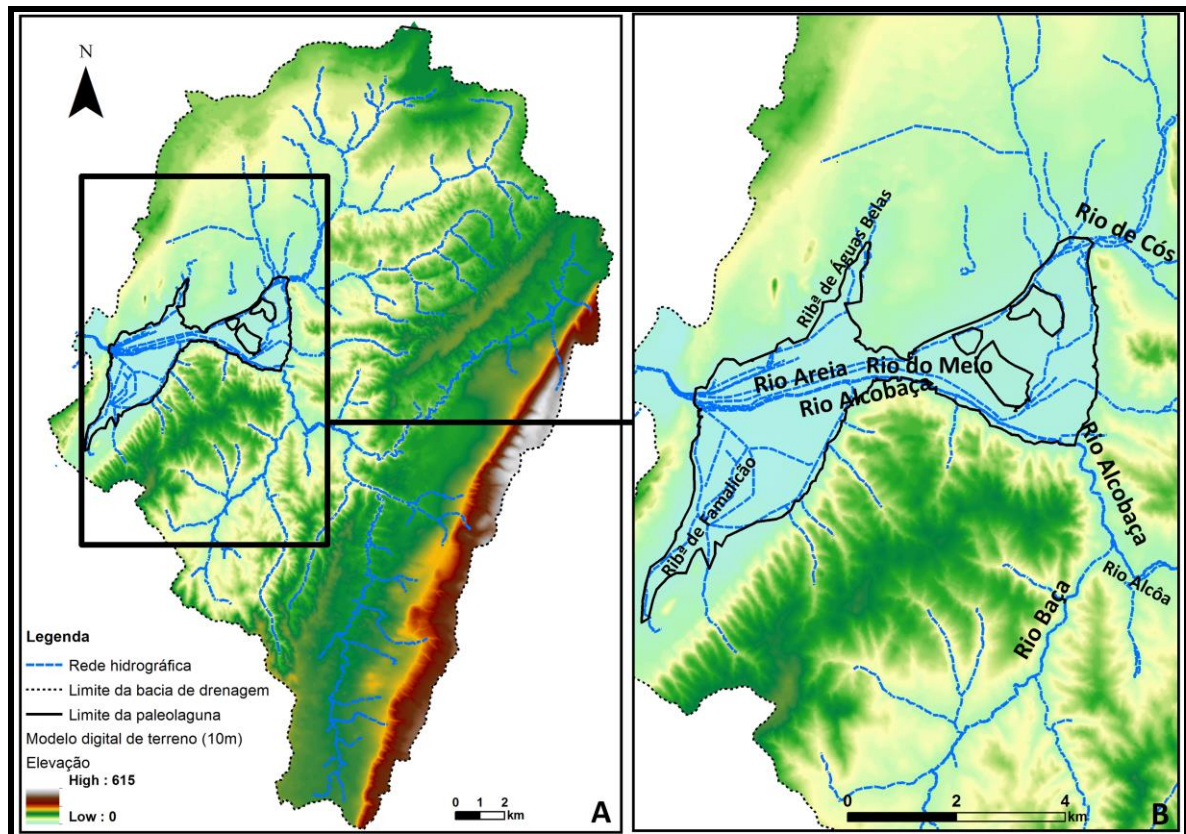 N
Legenda
Rede hidrográfica
Limite da bacia de drenagem
Limite da paleolaguna
Modelo digital de terreno (10m)
Elevação
High : 615
Low : 0
0 1 2
km
A
Ribª de Águas Belas
Rio de Cós
Rio Areia
Rio do Meio
Rio Alcobaça
Ribª de Famalicão
Rio Alcobaça
Rio Alcôa
Rio Baça
0 2 4
km
B